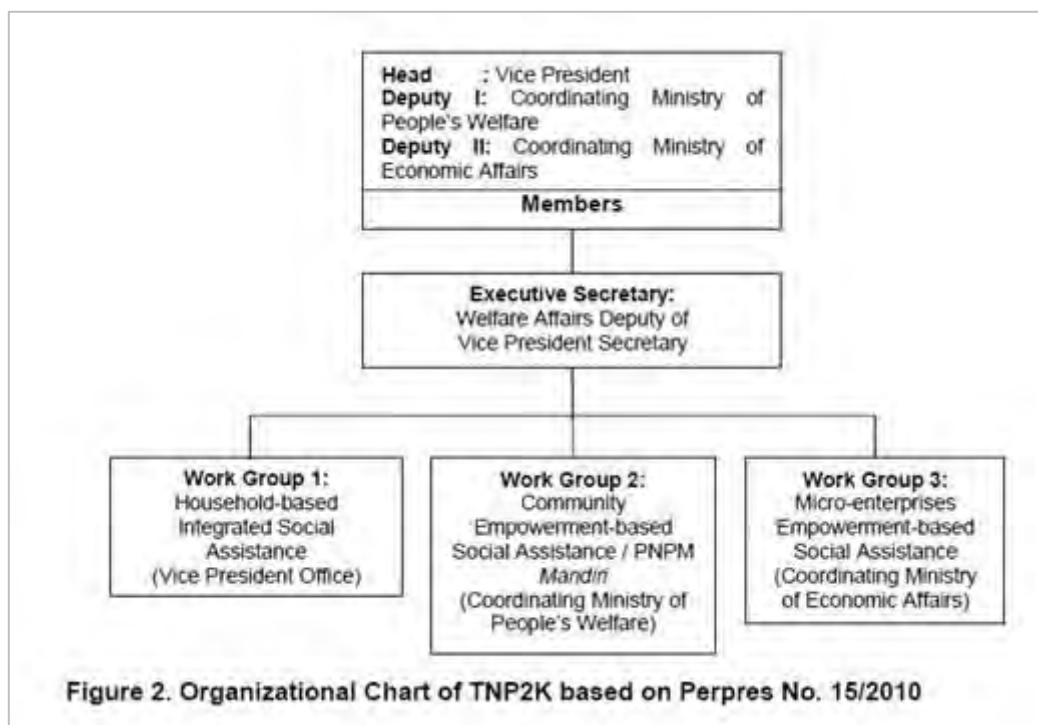 Head : Vice President
Deputy I: Coordinating Ministry of
People's Welfare
Deputy II: Coordinating Ministry of
Economic Affairs
Members
Executive Secretary:
Welfare Affairs Deputy of
Vice President Secretary
Work Group 1:
Household-based
Integrated Social
Assistance
(Vice President Office)
Work Group 2:
Community
Empowerment-based
Social Assistance / PNPM
Mandiri
(Coordinating Ministry of
People's Welfare)
Work Group 3:
Micro-enterprises
Empowerment-based
Social Assistance
(Coordinating Ministry
of Economic Affairs)
Figure 2. Organizational Chart of TNP2K based on Perpres No. 15/2010